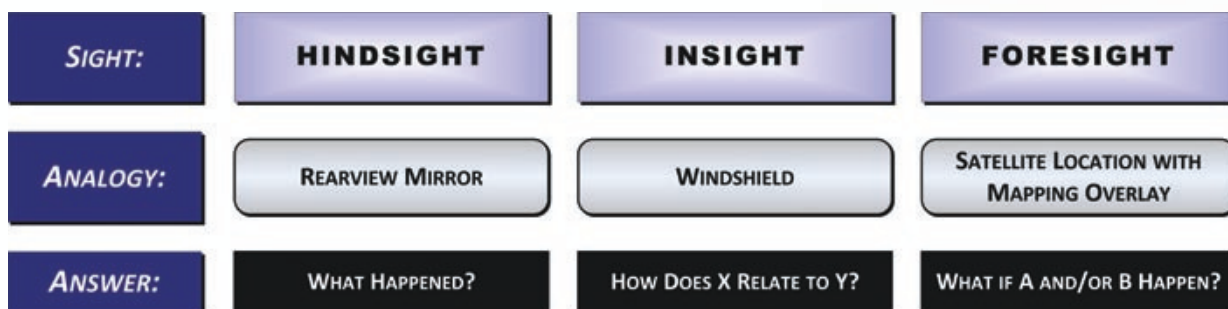 SIGHT:
HINDSIGHT
INSIGHT
FORESIGHT
ANALOGY:
REARVIEW MIRROR
WINDSHIELD
SATELLITE LOCATION WITH
MAPPING OVERLAY
ANSWER:
WHAT HAPPENED?
HOW DOES X RELATE TO Y?
WHAT IF A AND/OR B HAPPEN?